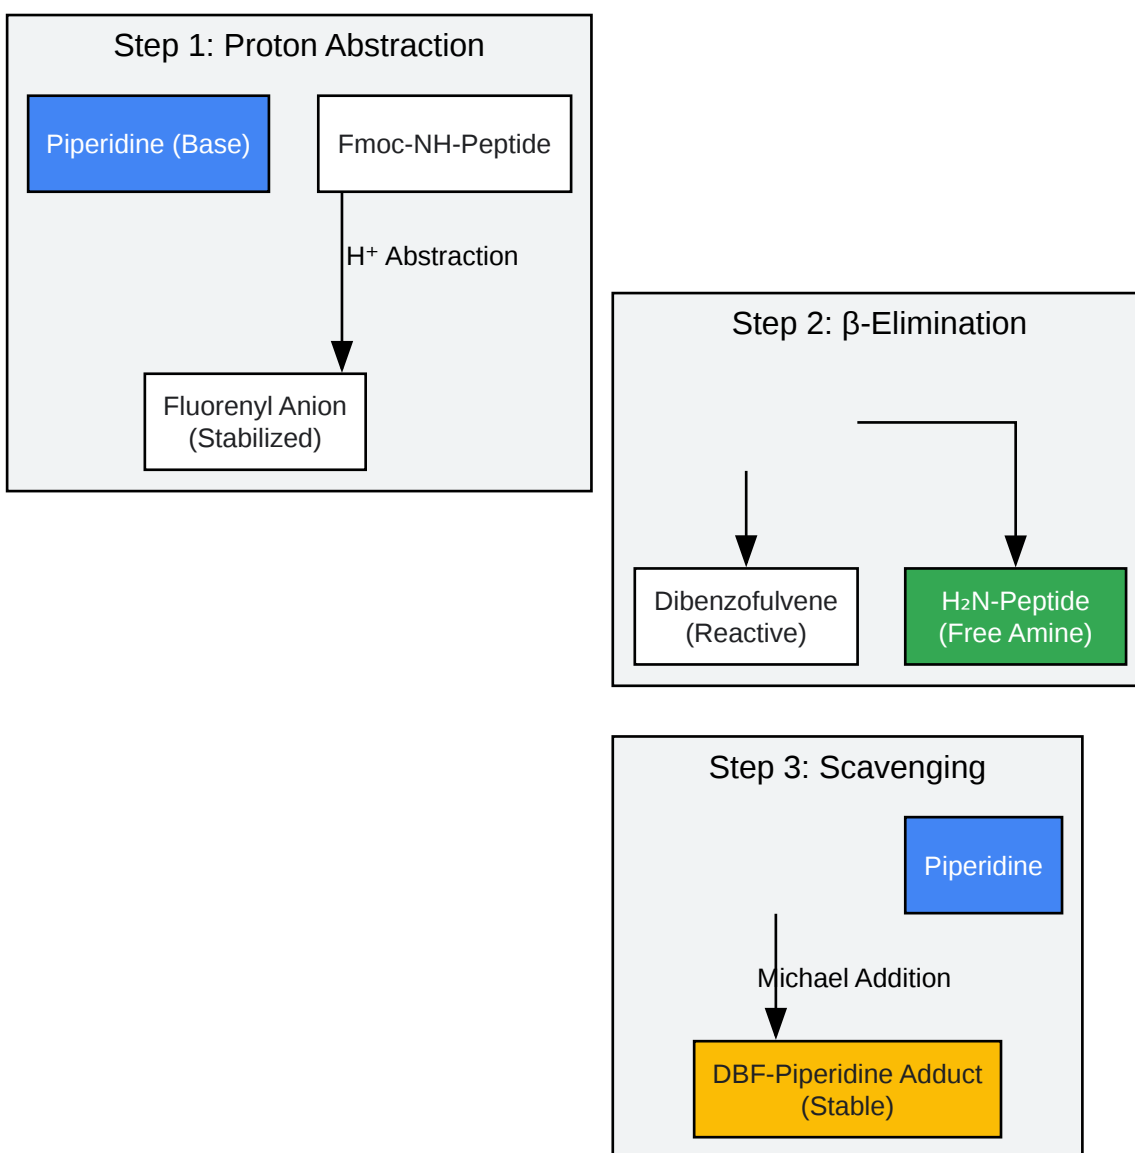 Step 1: Proton Abstraction
Piperidine (Base)
Fmoc-NH-Peptide
H⁺ Abstraction
Fluorenyl Anion
(Stabilized)
Step 2: β-Elimination
Dibenzofulvene
(Reactive)
H₂N-Peptide
(Free Amine)
Step 3: Scavenging
Piperidine
Michael Addition
DBF-Piperidine Adduct
(Stable)